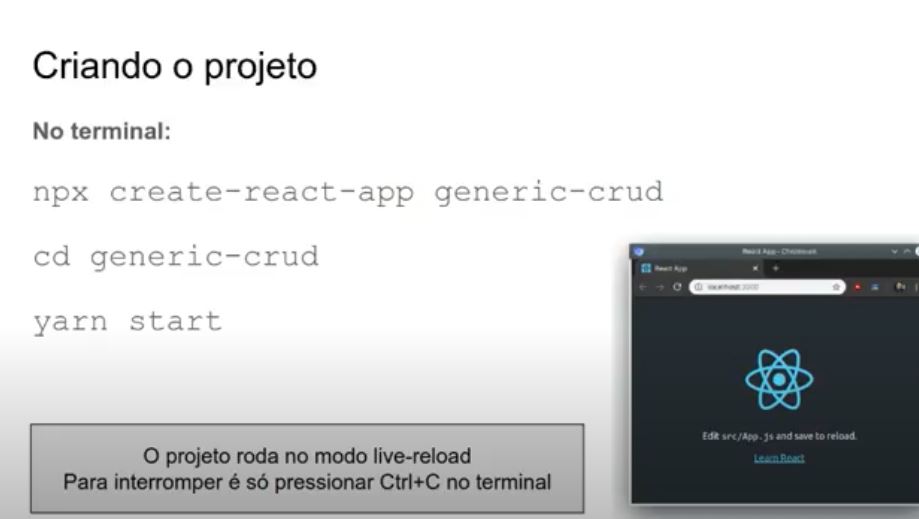 Criando o projeto
No terminal:
npx create-react-app generic-crud
cd generic-crud
yarn start
React App - Chromium
React App
localhost:3000
Edit src/App.js and save to reload.
Learn React
O projeto roda no modo live-reload
Para interromper é só pressionar Ctrl+C no terminal